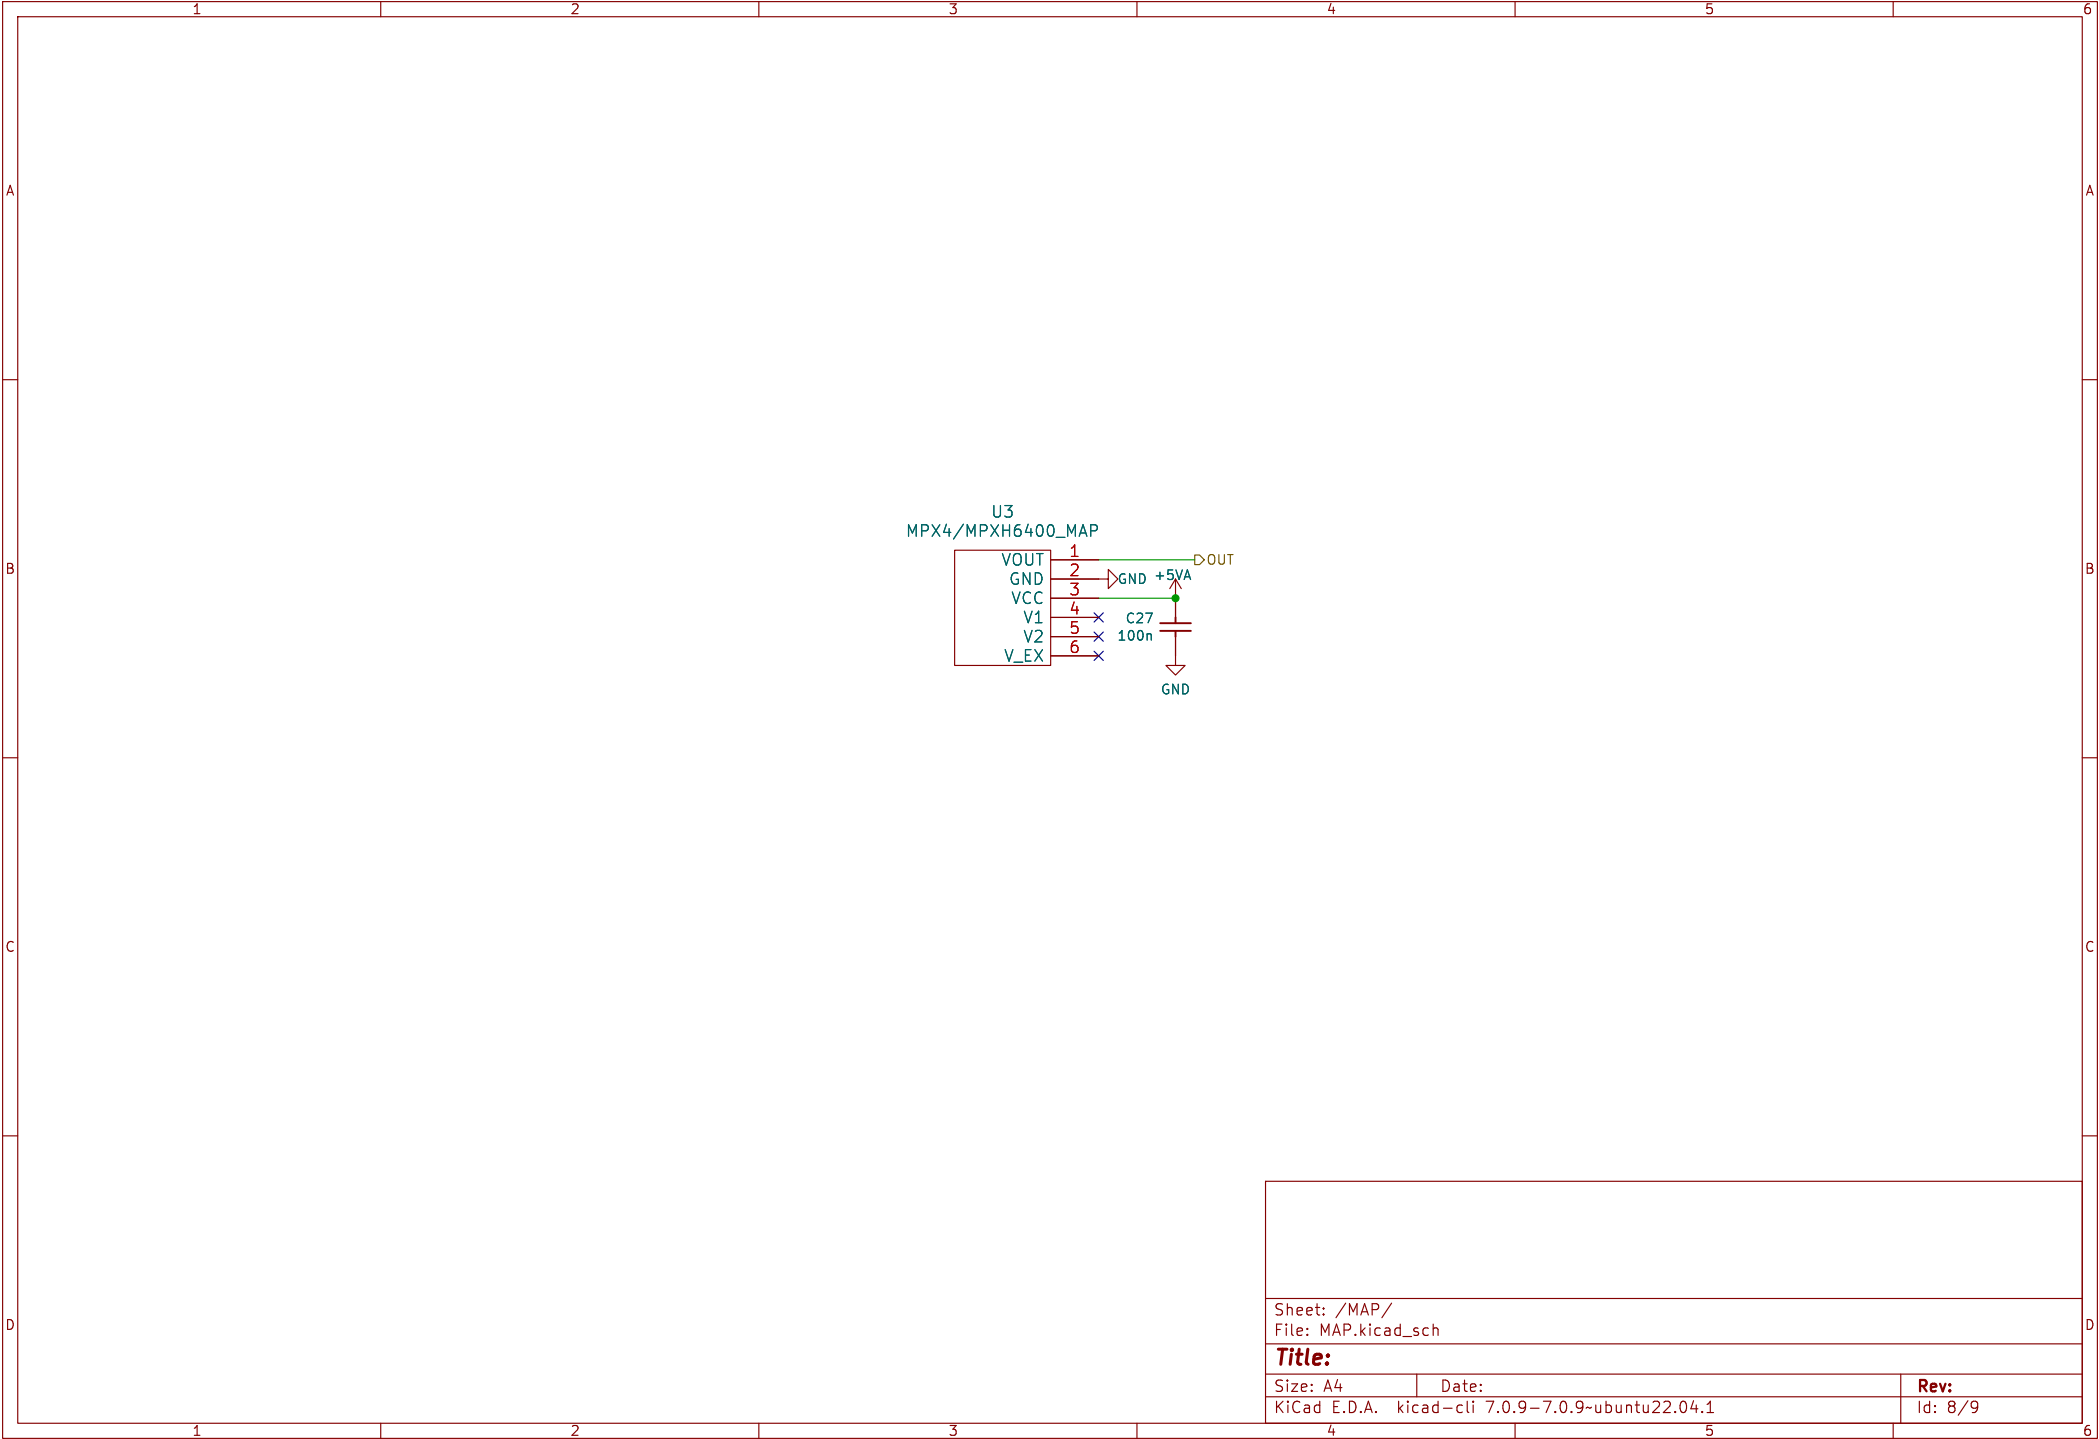 1 2 3 4 5 6
A A
U3
MPX4/MPXH6400_MAP
VOUT 1 OUT
B GND 2 GND +5VA B
VCC 3
V1 4 C27
V2 5 100n
V_EX 6
GND
C C
Sheet: /MAP/
D File: MAP.kicad_sch D
Title:
Size: A4 Date: Rev:
KiCad E.D.A. kicad-cli 7.0.9-7.0.9~ubuntu22.04.1 Id: 8/9
1 2 3 4 5 6